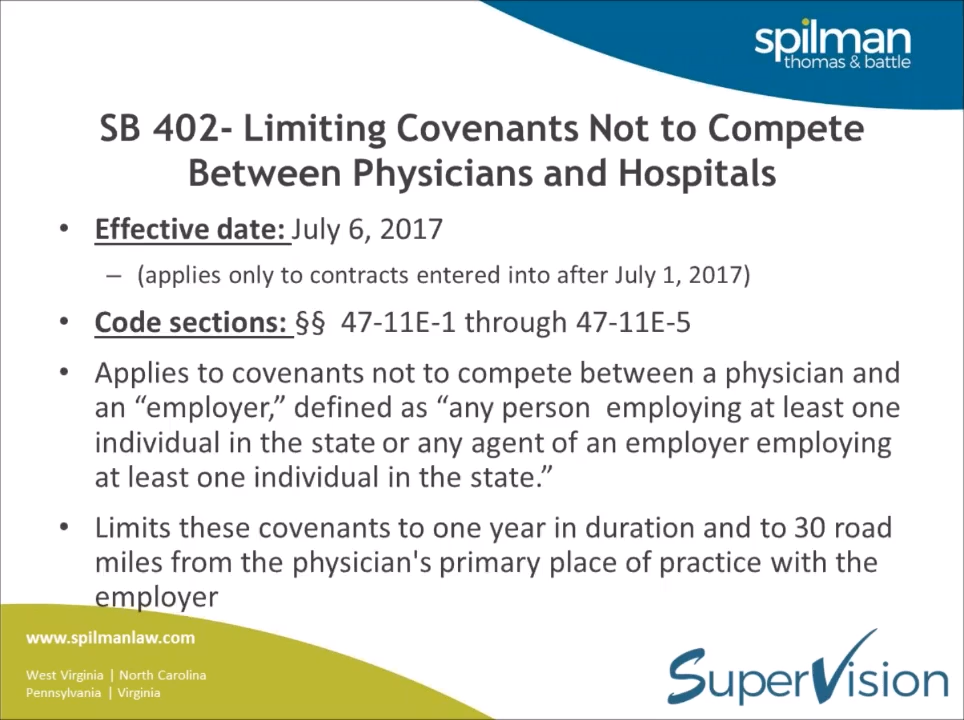 spilman
thomas & battle
SB 402- Limiting Covenants Not to Compete
Between Physicians and Hospitals
• Effective date: July 6, 2017
– (applies only to contracts entered into after July 1, 2017)
• Code sections: §§ 47-11E-1 through 47-11E-5
• Applies to covenants not to compete between a physician and
an “employer,” defined as “any person employing at least one
individual in the state or any agent of an employer employing
at least one individual in the state.”
• Limits these covenants to one year in duration and to 30 road
miles from the physician's primary place of practice with the
employer
www.spilmanlaw.com
West Virginia | North Carolina
Pennsylvania | Virginia
SuperVision